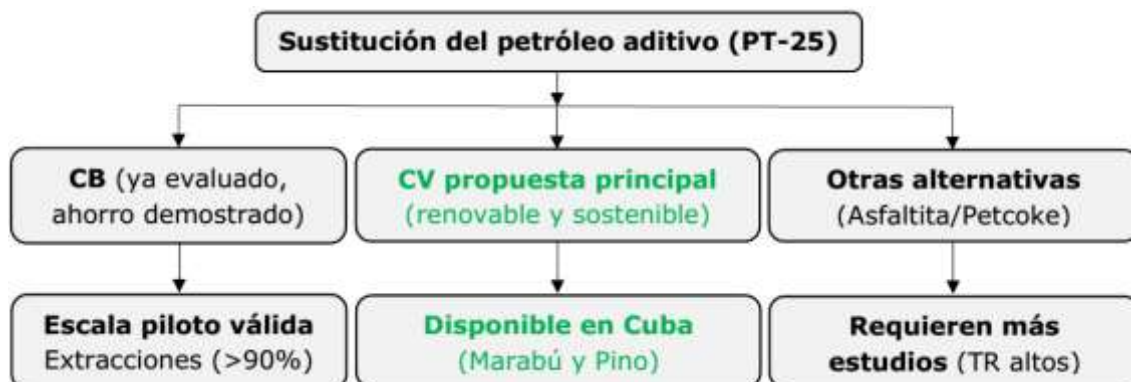 Sustitución del petróleo aditivo (PT-25)
CB (ya evaluado,
ahorro demostrado)
CV propuesta principal
(renovable y sostenible)
Otras alternativas
(Asfaltita/Petcoke)
Escala piloto válida
Extracciones (>90%)
Disponible en Cuba
(Marabú y Pino)
Requieren más
estudios (TR altos)